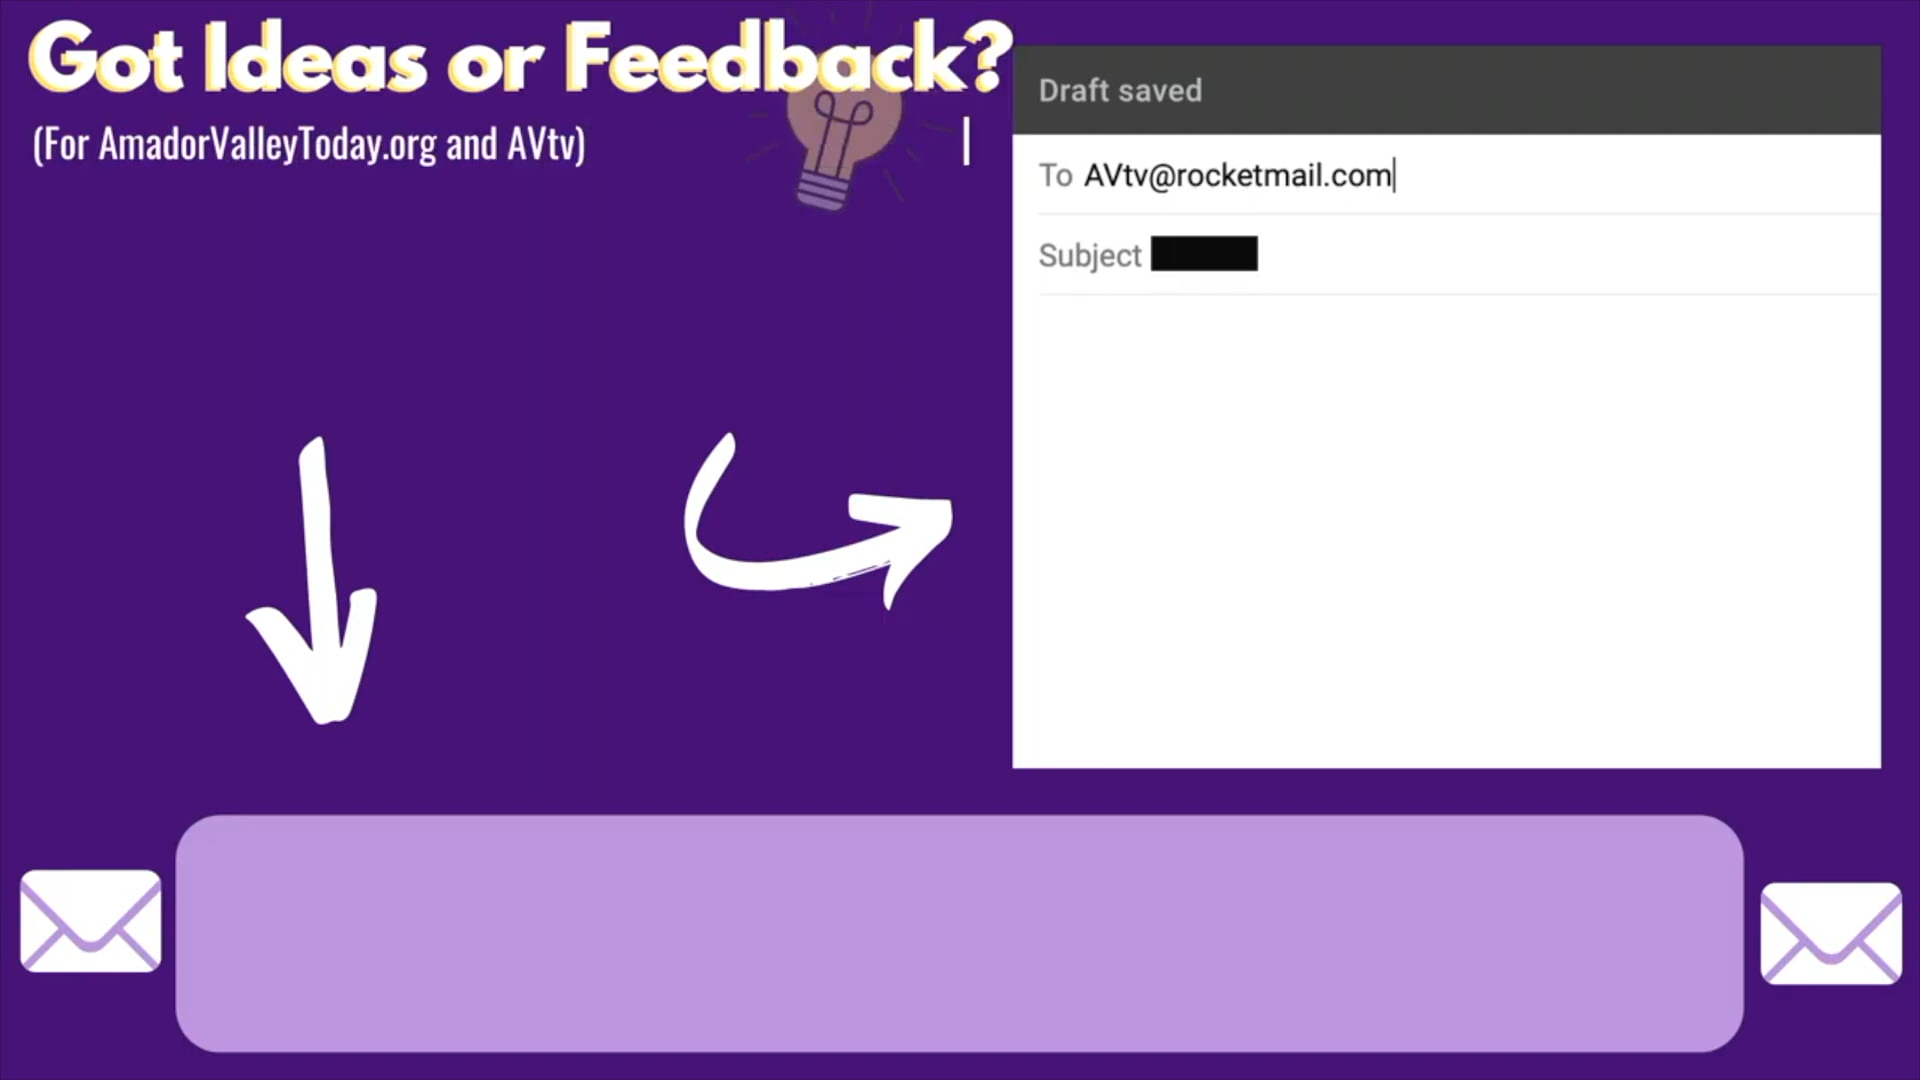 Got Ideas or Feedback?
(For AmadorValleyToday.org and AVtv)
Draft saved
To AVtv@rocketmail.com
Subject